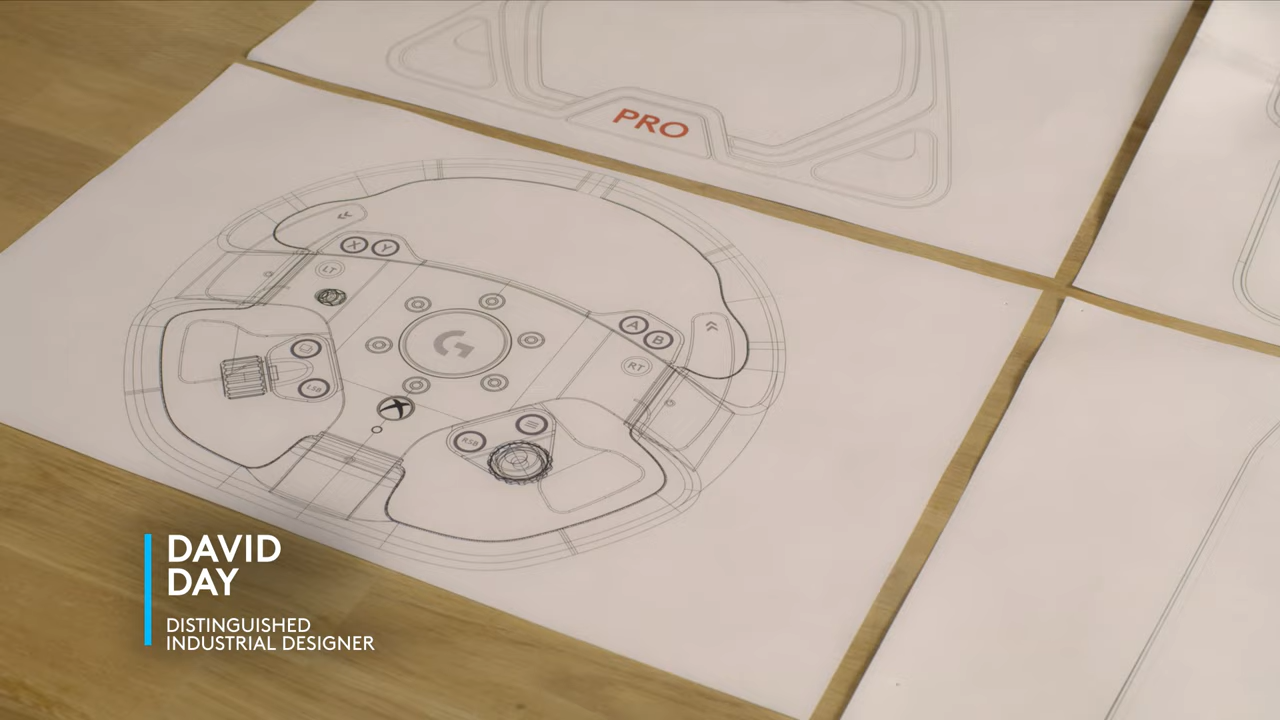 PRO
X Y
LT
A B
RT
LSB
RSB
DAVID
DAY
DISTINGUISHED
INDUSTRIAL DESIGNER